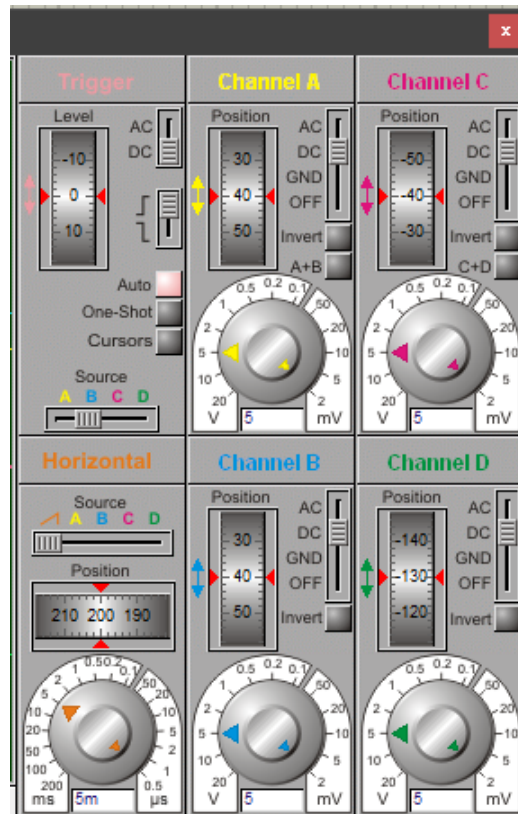 x
Trigger
Level
-10
0
10
AC
DC
Auto
One-Shot
Cursors
Source
A B C D
Channel A
Position
30
40
50
AC
DC
GND
OFF
Invert
A+B
0.5 0.2 0.1
1
2
5
10
20
V
50
20
10
5
2
mV
5
Channel C
Position
-50
-40
-30
AC
DC
GND
OFF
Invert
C+D
0.5 0.2 0.1
1
2
5
10
20
V
50
20
10
5
2
mV
5
Horizontal
Source
A B C D
Position
210 200 190
1 0.5 0.2 0.1
2
5
10
20
50
100
200
ms
50
20
10
5
2
1
0.5
µs
5m
Channel B
Position
30
40
50
AC
DC
GND
OFF
Invert
0.5 0.2 0.1
1
2
5
10
20
V
50
20
10
5
2
mV
5
Channel D
Position
-140
-130
-120
AC
DC
GND
OFF
Invert
0.5 0.2 0.1
1
2
5
10
20
V
50
20
10
5
2
mV
5